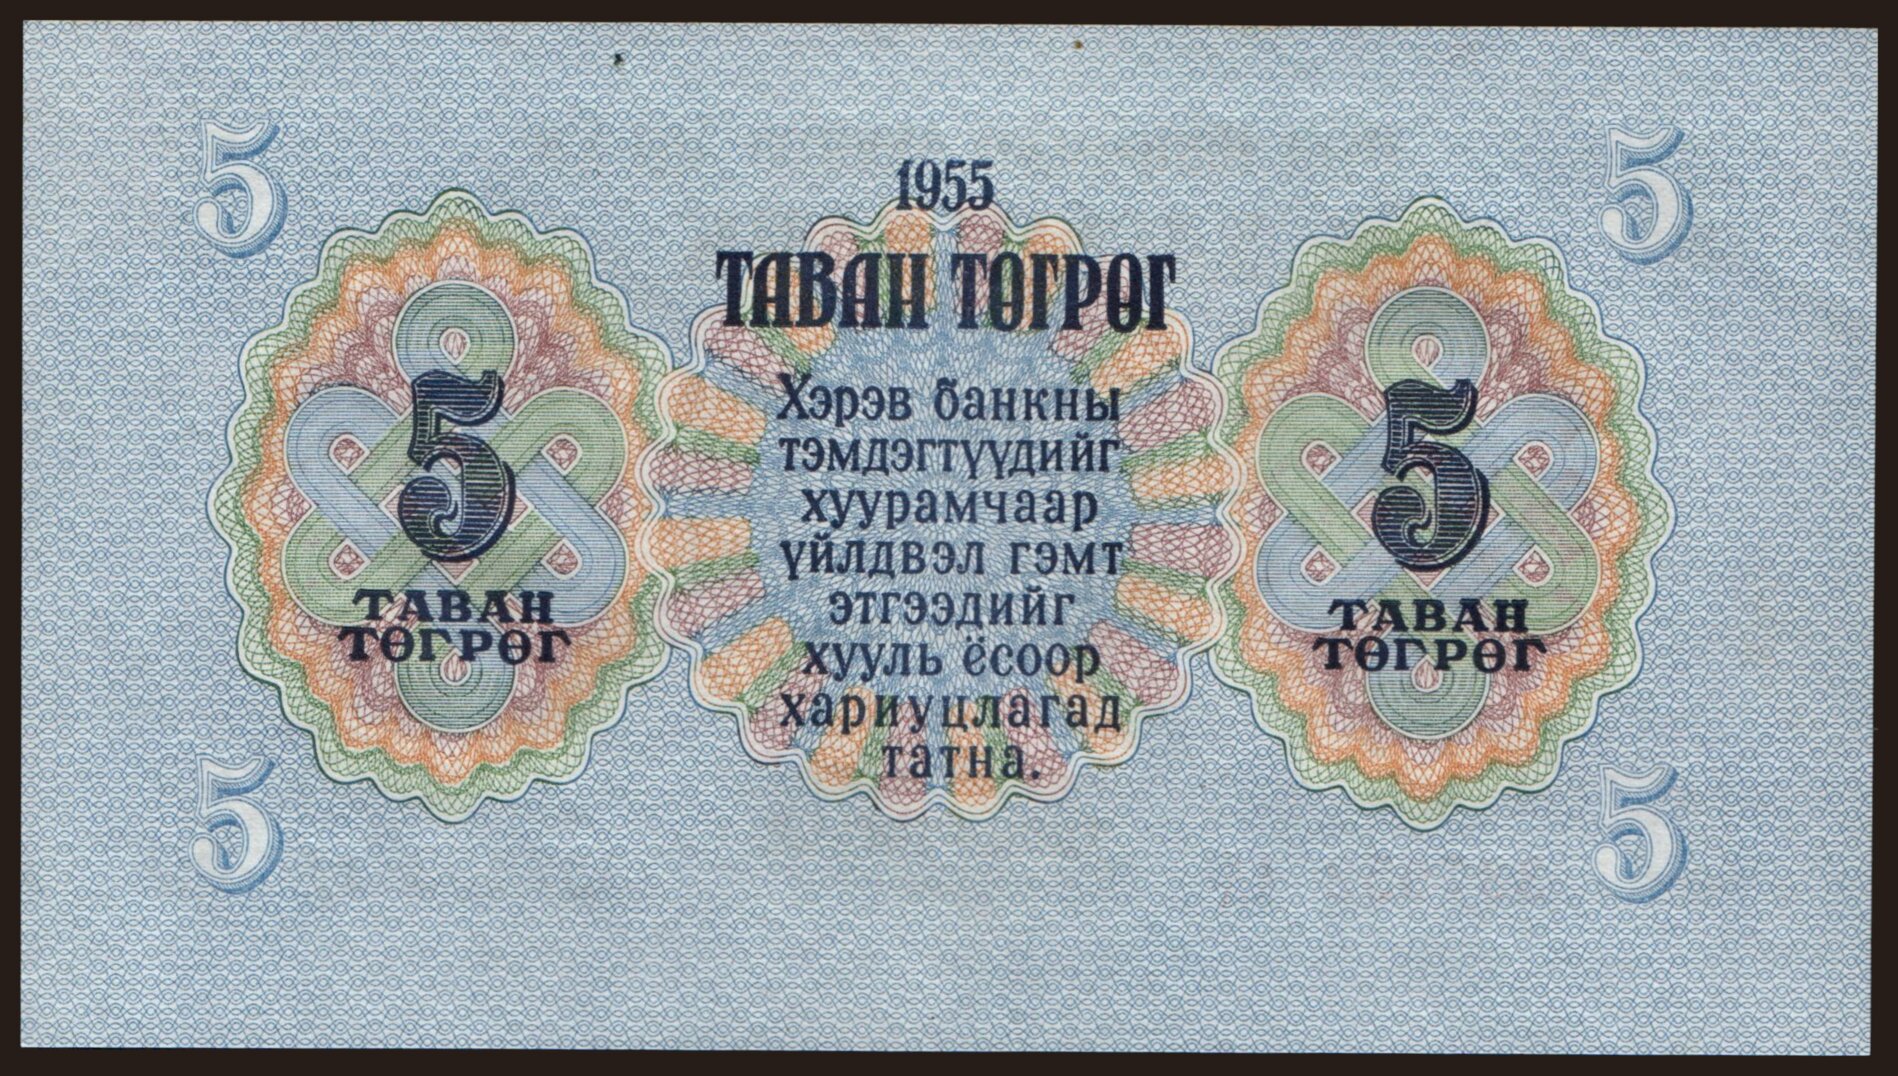 5
5
1955
ТАВАН ТӨГРӨГ
Хэрэв банкны
тэмдэгтүүдийг
хуурамчаар
үйлдвэл гэмт
этгээдийг
хууль ёсоор
хариуцлагад
татна.
5
ТАВАН
ТӨГРӨГ
5
ТАВАН
ТӨГРӨГ
5
5